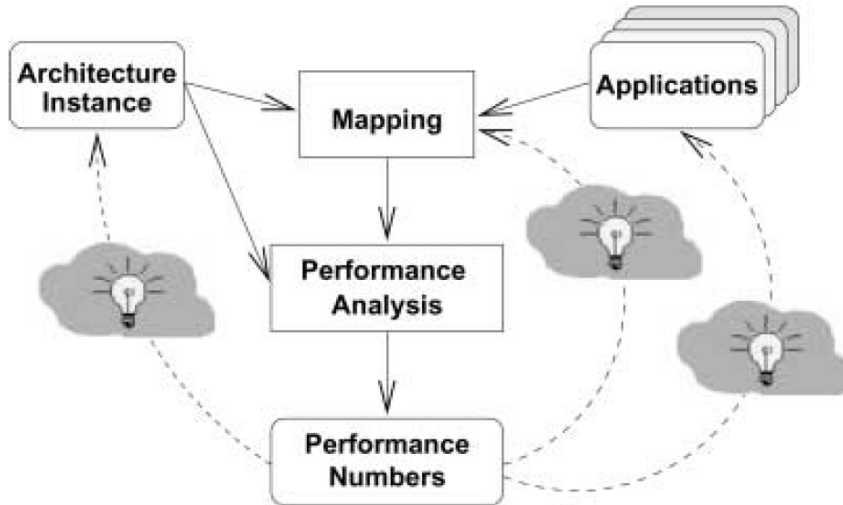 Architecture
Instance
Mapping
Applications
Performance
Analysis
Performance
Numbers